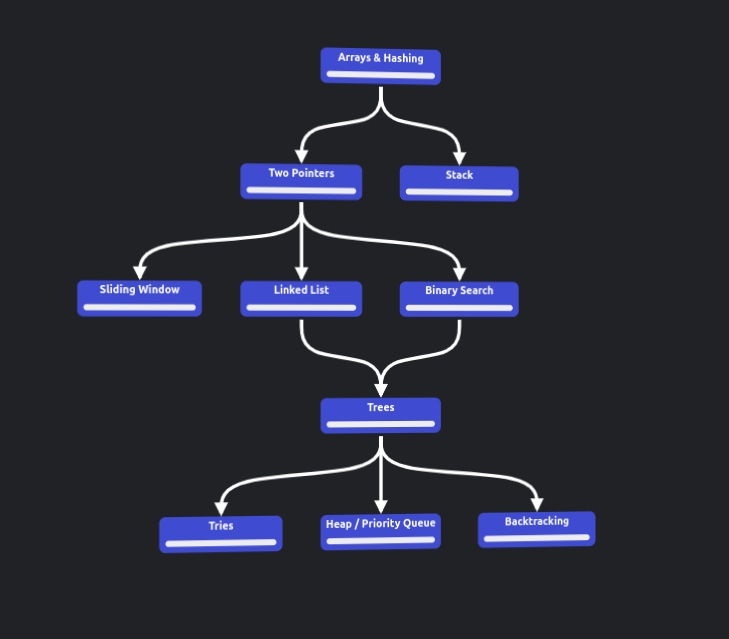 Arrays & Hashing
Two Pointers
Stack
Sliding Window
Linked List
Binary Search
Trees
Tries
Heap / Priority Queue
Backtracking